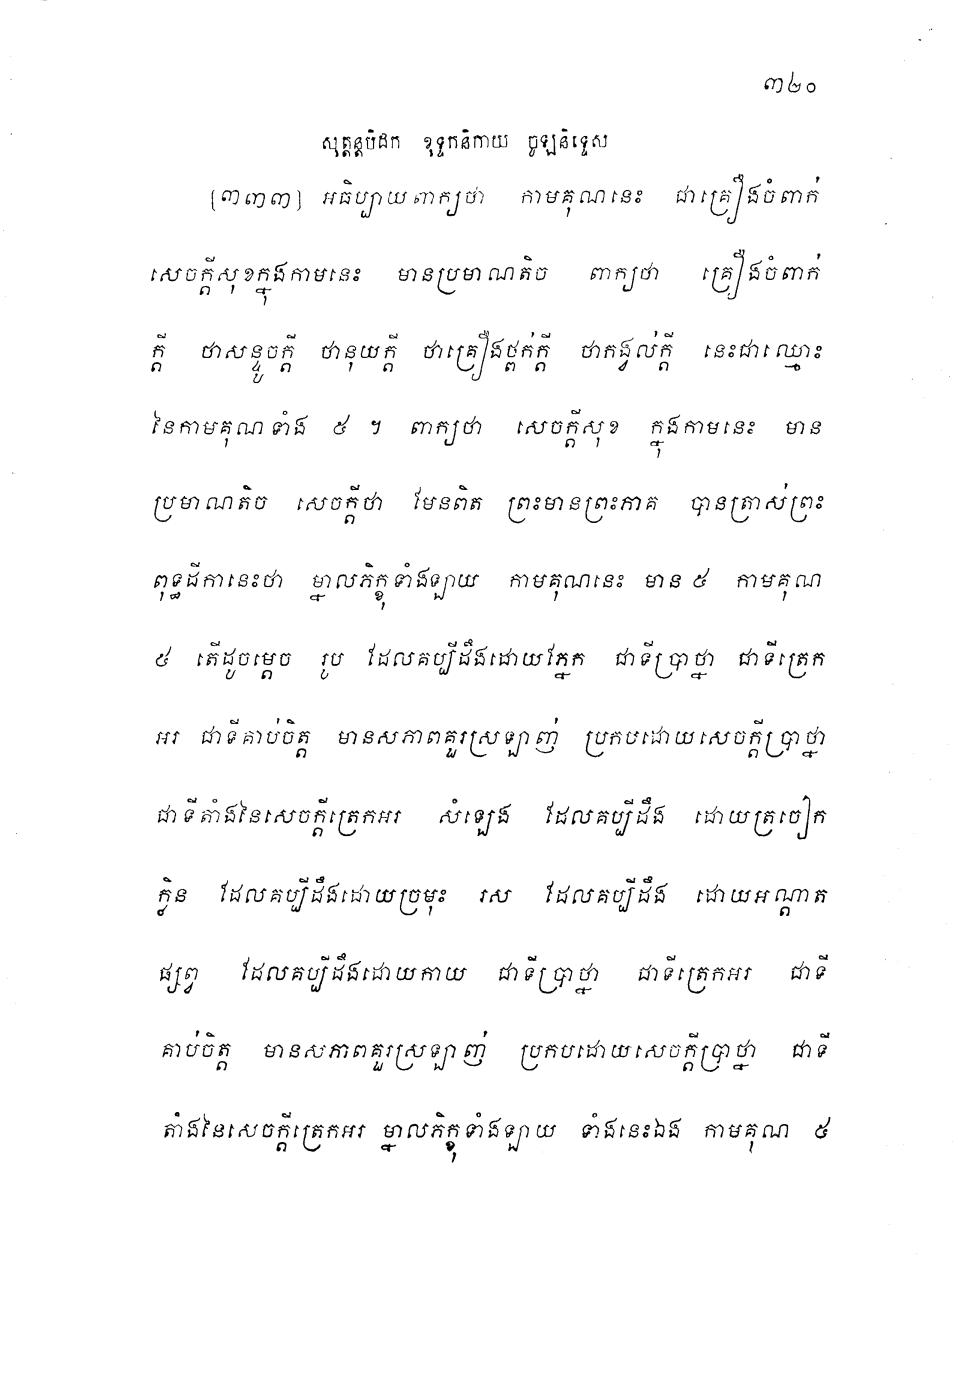 ៣២០
សុត្តន្តបិដក ខុទ្ទកនិកាយ ចូឡនិទ្ទេស
[៣៣៣] អធិប្បាយពាក្យថា កាមគុណនេះ ជាគ្រឿងចំពាក់
សេចក្តីសុខក្នុងកាមនេះ មានប្រមាណតិច ពាក្យថា គ្រឿងចំពាក់
ក្តី ថាសន្ទូចក្តី ថានុយក្តី ថាគ្រឿងថ្ពក់ក្តី ថាកង្វល់ក្តី នេះជាឈ្មោះ
នៃកាមគុណទាំង ៥ ។ ពាក្យថា សេចក្តីសុខ ក្នុងកាមនេះ មាន
ប្រមាណតិច សេចក្តីថា មែនពិត ព្រះមានព្រះភាគ បានត្រាស់ព្រះ
ពុទ្ធដីកានេះថា ម្នាលភិក្ខុទាំងឡាយ កាមគុណនេះ មាន ៥ កាមគុណ
៥ តើដូចម្តេច រូប ដែលគប្បីដឹងដោយភ្នែក ជាទីប្រាថ្នា ជាទីត្រេក
អរ ជាទីគាប់ចិត្ត មានសភាពគួរស្រឡាញ់ ប្រកបដោយសេចក្តីប្រាថ្នា
ជាទីតាំងនៃសេចក្តីត្រេកអរ សំឡេង ដែលគប្បីដឹង ដោយត្រចៀក
ក្លិន ដែលគប្បីដឹងដោយច្រមុះ រស ដែលគប្បីដឹង ដោយអណ្តាត
ផ្សព្វ ដែលគប្បីដឹងដោយកាយ ជាទីប្រាថ្នា ជាទីត្រេកអរ ជាទី
គាប់ចិត្ត មានសភាពគួរស្រឡាញ់ ប្រកបដោយសេចក្តីប្រាថ្នា ជាទី
តាំងនៃសេចក្តីត្រេកអរ ម្នាលភិក្ខុទាំងឡាយ ទាំងនេះឯង កាមគុណ ៥